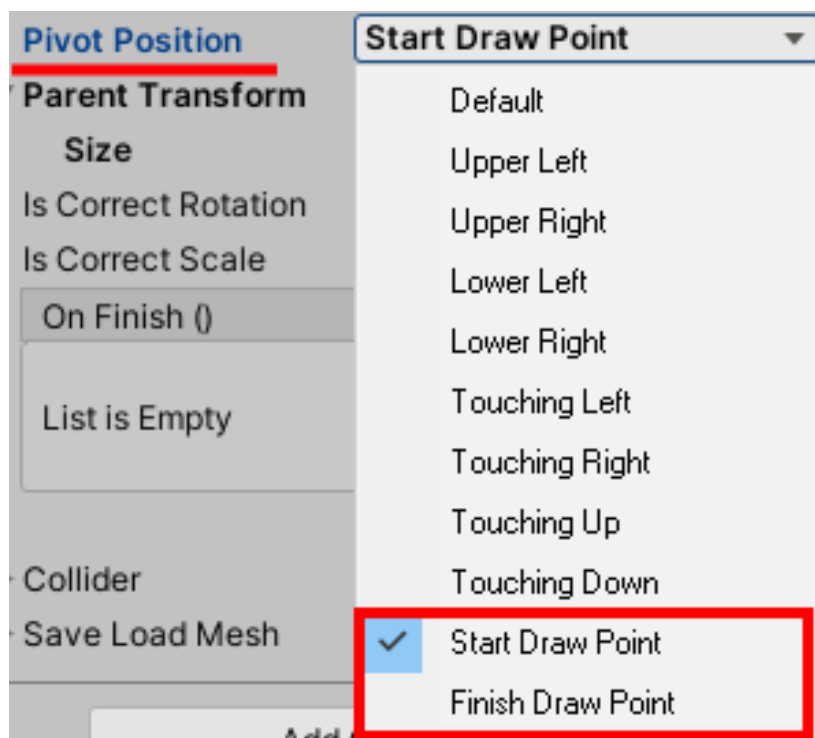 Pivot Position
Start Draw Point
Parent Transform
Size
Is Correct Rotation
Is Correct Scale
On Finish ()
List is Empty
Collider
Save Load Mesh
Default
Upper Left
Upper Right
Lower Left
Lower Right
Touching Left
Touching Right
Touching Up
Touching Down
Start Draw Point
Finish Draw Point